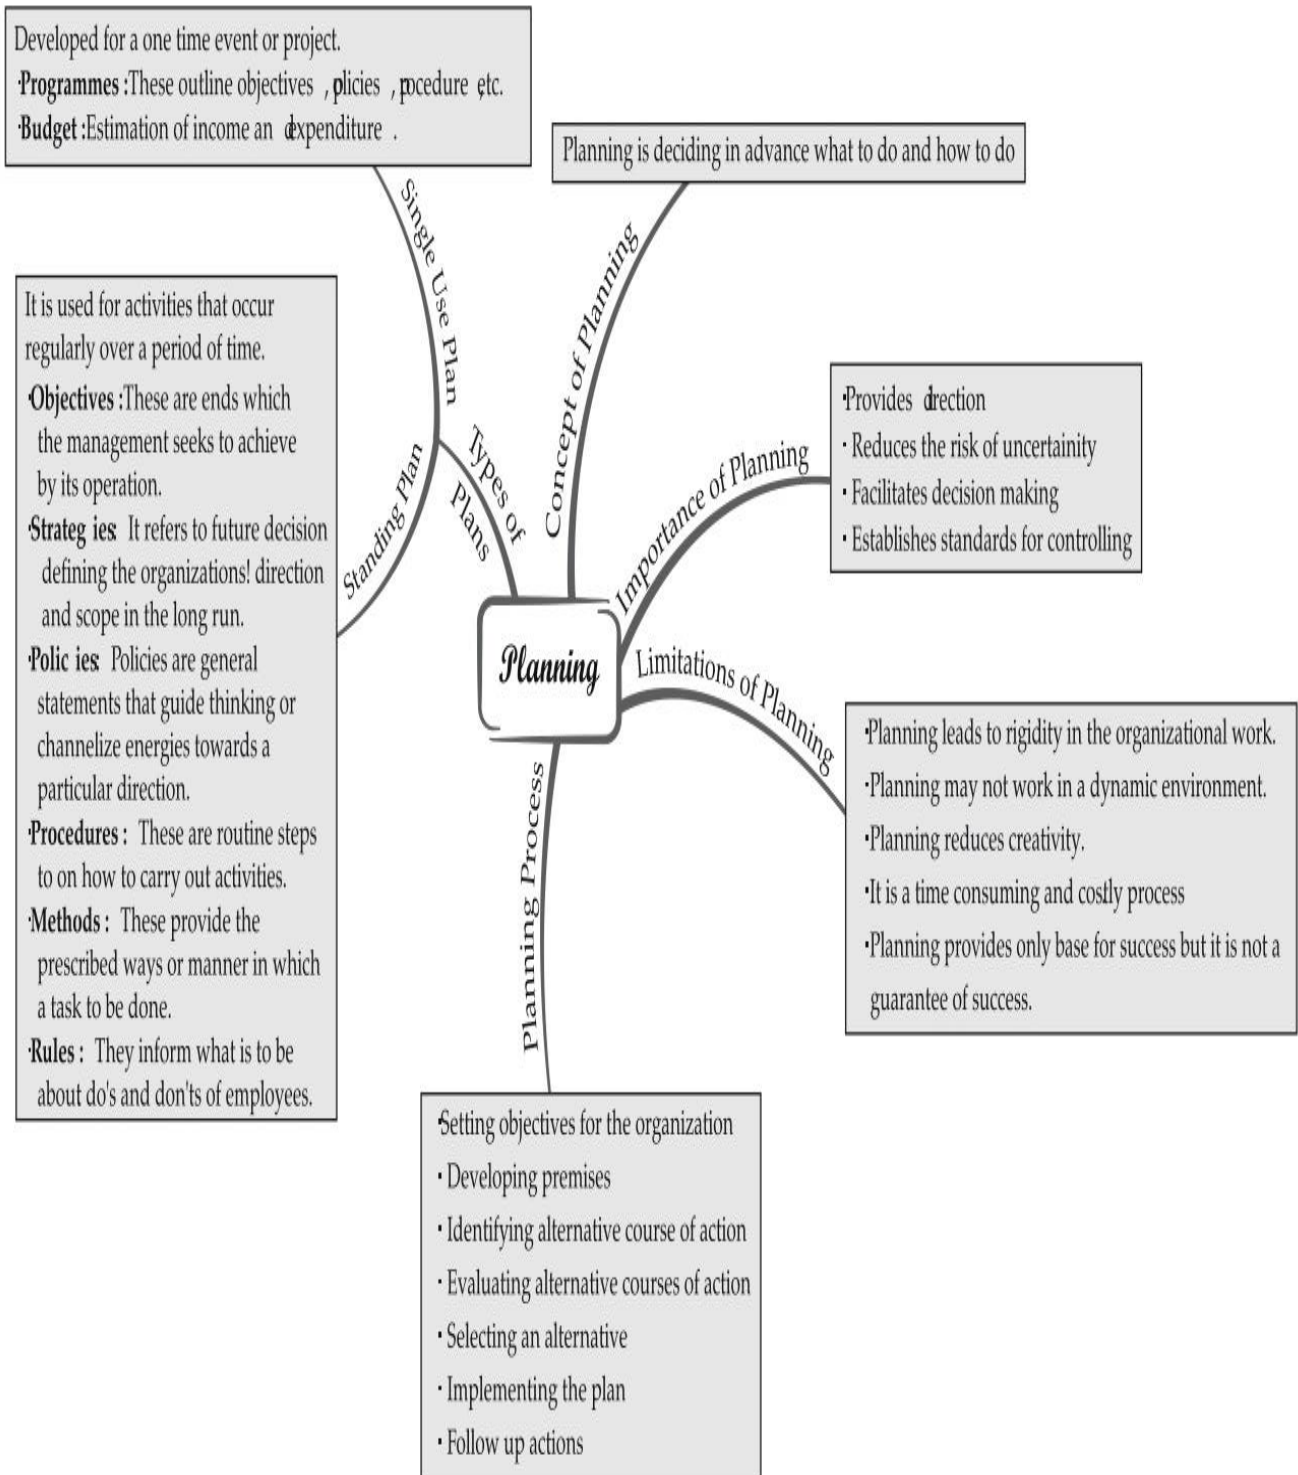 Developed for a one time event or project.
·Programmes :These outline objectives , policies , procedure ,etc.
·Budget :Estimation of income and expenditure .
Single Use Plan
Planning is deciding in advance what to do and how to do
Concept of Planning
It is used for activities that occur
regularly over a period of time.
·Objectives :These are ends which
the management seeks to achieve
by its operation.
·Strateg ies: It refers to future decision
defining the organizations! direction
and scope in the long run.
·Polic ies: Policies are general
statements that guide thinking or
channelize energies towards a
particular direction.
·Procedures : These are routine steps
to on how to carry out activities.
·Methods : These provide the
prescribed ways or manner in which
a task to be done.
·Rules : They inform what is to be
about do's and don'ts of employees.
Standing Plan
Types of
Plans
Importance of Planning
·Provides direction
· Reduces the risk of uncertainity
· Facilitates decision making
· Establishes standards for controlling
Planning
Limitations of Planning
·Planning leads to rigidity in the organizational work.
·Planning may not work in a dynamic environment.
·Planning reduces creativity.
·It is a time consuming and costly process
·Planning provides only base for success but it is not a
guarantee of success.
Planning Process
·Setting objectives for the organization
· Developing premises
· Identifying alternative course of action
· Evaluating alternative courses of action
· Selecting an alternative
· Implementing the plan
· Follow up actions